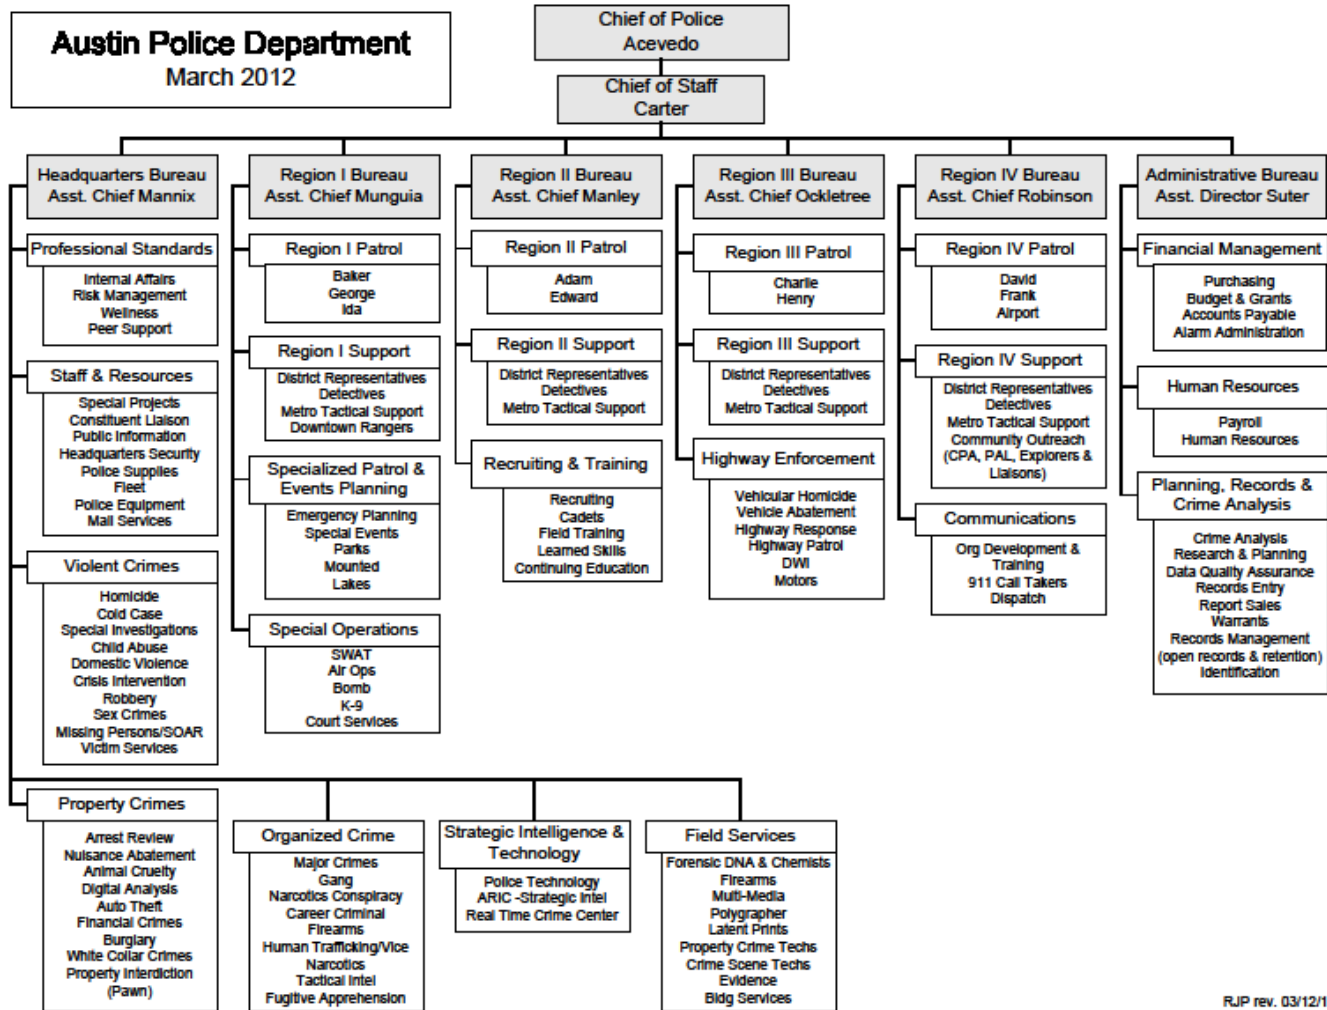 Austin Police Department
March 2012
Chief of Police
Acevedo
Chief of Staff
Carter
Headquarters Bureau
Asst. Chief Mannix
Professional Standards
Internal Affairs
Risk Management
Wellness
Peer Support
Staff & Resources
Special Projects
Constituent Liaison
Public Information
Headquarters Security
Police Supplies
Fleet
Police Equipment
Mail Services
Violent Crimes
Homicide
Cold Case
Special Investigations
Child Abuse
Domestic Violence
Crisis Intervention
Robbery
Sex Crimes
Missing Persons/SOAR
Victim Services
Region I Bureau
Asst. Chief Munguia
Region I Patrol
Baker
George
Ida
Region I Support
District Representatives
Detectives
Metro Tactical Support
Downtown Rangers
Specialized Patrol &
Events Planning
Emergency Planning
Special Events
Parks
Mounted
Lakes
Special Operations
SWAT
Air Ops
Bomb
K-9
Court Services
Region II Bureau
Asst. Chief Manley
Region II Patrol
Adam
Edward
Region II Support
District Representatives
Detectives
Metro Tactical Support
Recruiting & Training
Recruiting
Cadets
Field Training
Learned Skills
Continuing Education
Region III Bureau
Asst. Chief Ockletree
Region III Patrol
Charlie
Henry
Region III Support
District Representatives
Detectives
Metro Tactical Support
Highway Enforcement
Vehicular Homicide
Vehicle Abatement
Highway Response
Highway Patrol
DWI
Motors
Region IV Bureau
Asst. Chief Robinson
Region IV Patrol
David
Frank
Airport
Region IV Support
District Representatives
Detectives
Metro Tactical Support
Community Outreach
(CPA, PAL, Explorers &
Liaisons)
Communications
Org Development &
Training
911 Call Takers
Dispatch
Administrative Bureau
Asst. Director Suter
Financial Management
Purchasing
Budget & Grants
Accounts Payable
Alarm Administration
Human Resources
Payroll
Human Resources
Planning, Records &
Crime Analysis
Crime Analysis
Research & Planning
Data Quality Assurance
Records Entry
Report Sales
Warrants
Records Management
(open records & retention)
Identification
Property Crimes
Arrest Review
Nuisance Abatement
Animal Cruelty
Digital Analysis
Auto Theft
Financial Crimes
Burglary
White Collar Crimes
Property Interdiction
(Pawn)
Organized Crime
Major Crimes
Gang
Narcotics Conspiracy
Career Criminal
Firearms
Human Trafficking/Vice
Narcotics
Tactical Intel
Fugitive Apprehension
Strategic Intelligence &
Technology
Police Technology
ARIC -Strategic Intel
Real Time Crime Center
Field Services
Forensic DNA & Chemists
Firearms
Multi-Media
Polygrapher
Latent Prints
Property Crime Techs
Crime Scene Techs
Evidence
Bldg Services
RJP rev. 03/12/1